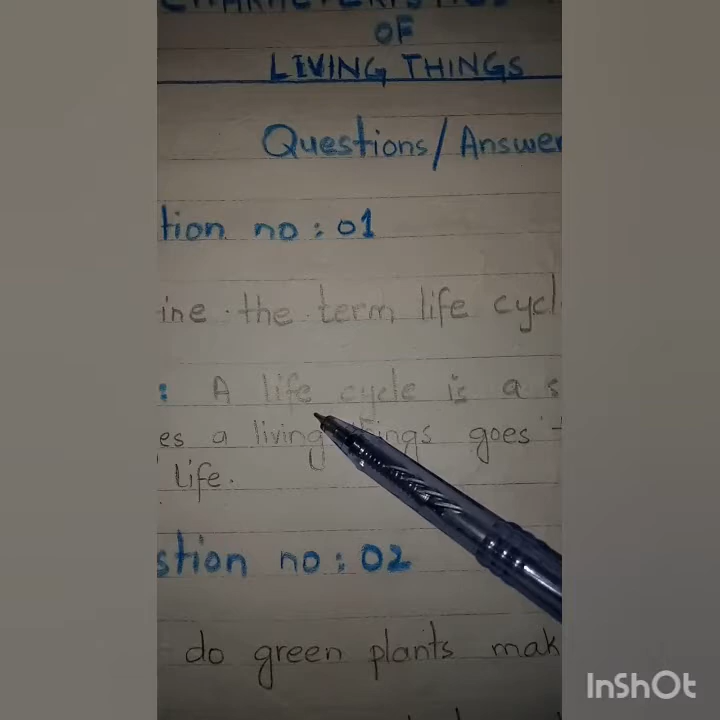 OF
LIVING THINGS
Questions/Answer
tion no: 01
ine the term life cycl
: A life cycle is a s
es a living things goes t
life.
stion no: 02
do green plants mak
InShOt